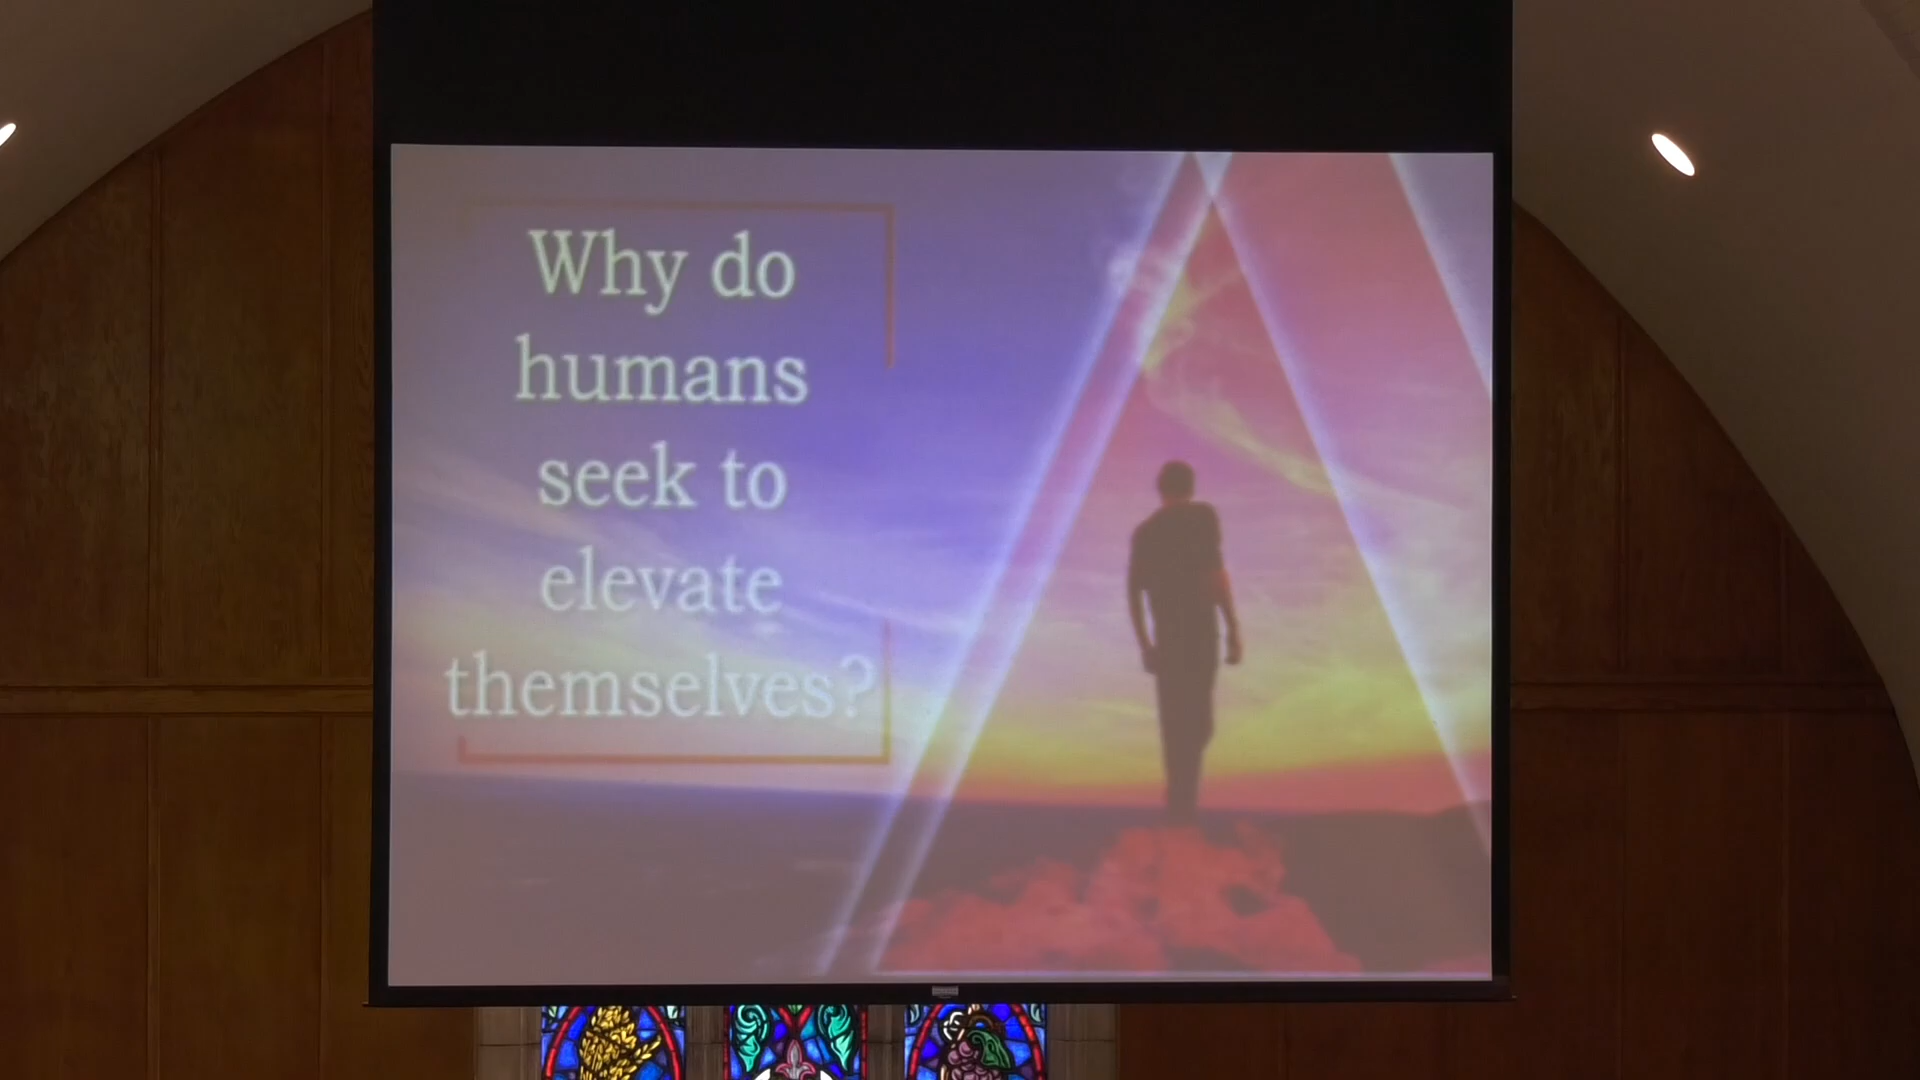 Why do
humans
seek to
elevate
themselves?